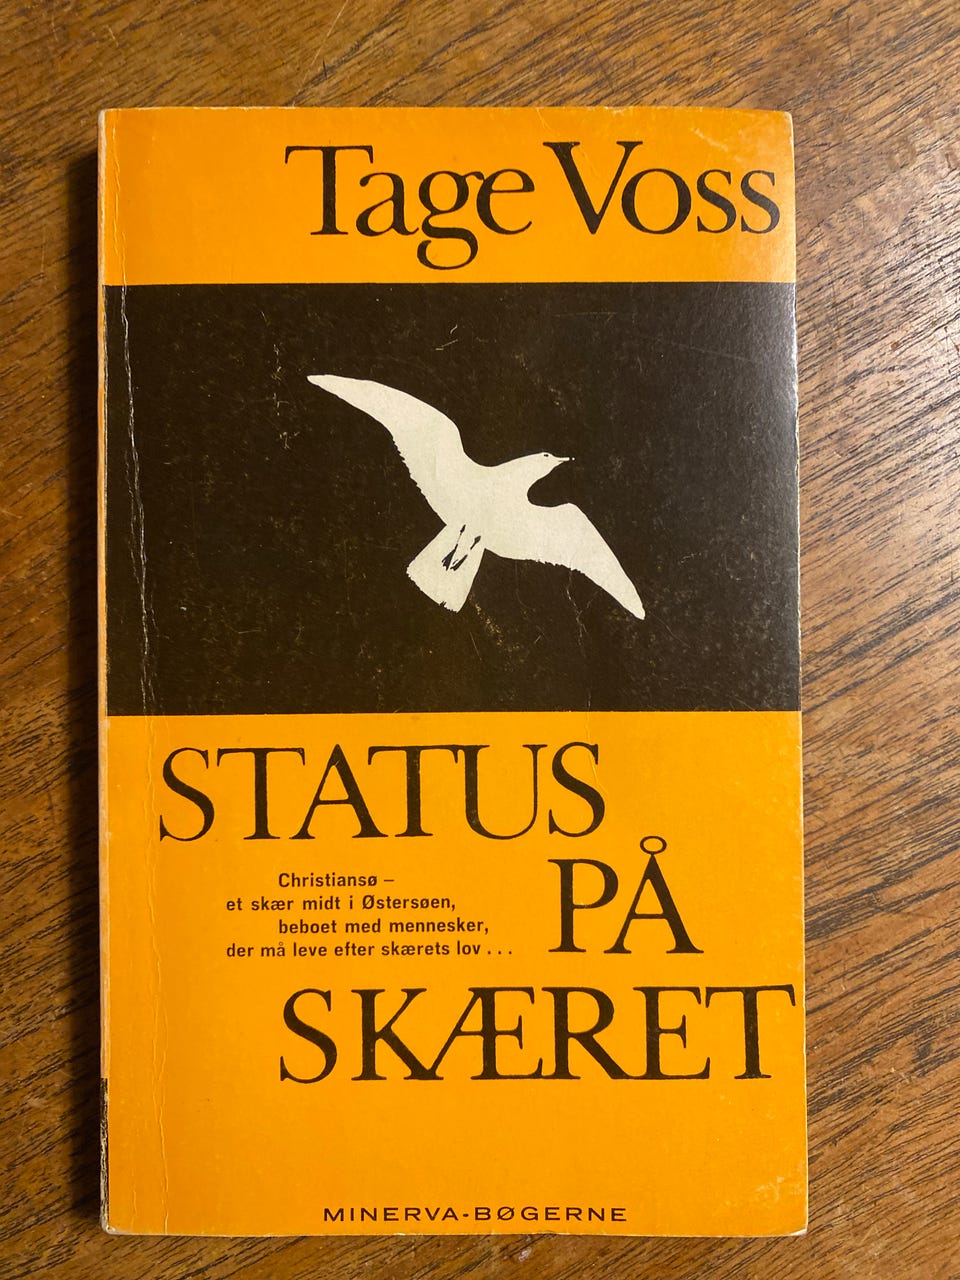 Tage Voss
STATUS
Christiansø –
et skær midt i Østersøen,
beboet med mennesker,
der må leve efter skærets lov . . .
PÅ
SKÆRET
MINERVA-BØGERNE